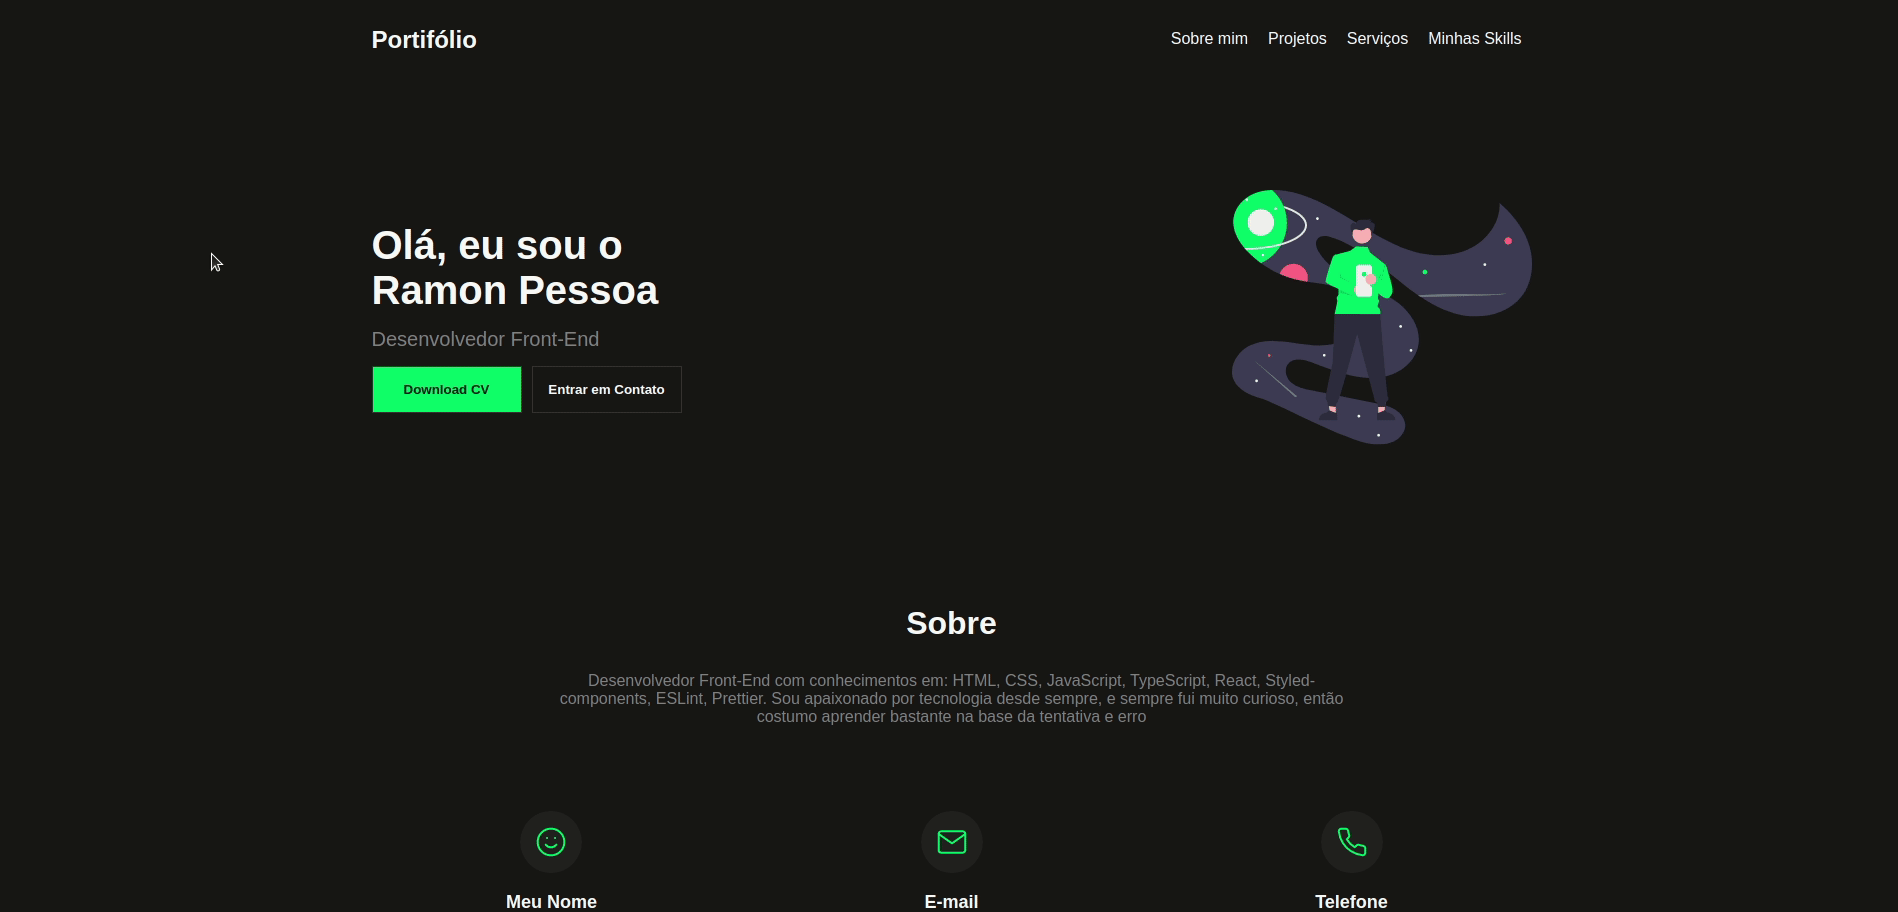 Portifólio
Sobre mim Projetos Serviços Minhas Skills
Olá, eu sou o
Ramon Pessoa
Desenvolvedor Front-End
Download CV Entrar em Contato
Sobre
Desenvolvedor Front-End com conhecimentos em: HTML, CSS, JavaScript, TypeScript, React, Styled-
components, ESLint, Prettier. Sou apaixonado por tecnologia desde sempre, e sempre fui muito curioso, então
costumo aprender bastante na base da tentativa e erro
Meu Nome E-mail Telefone